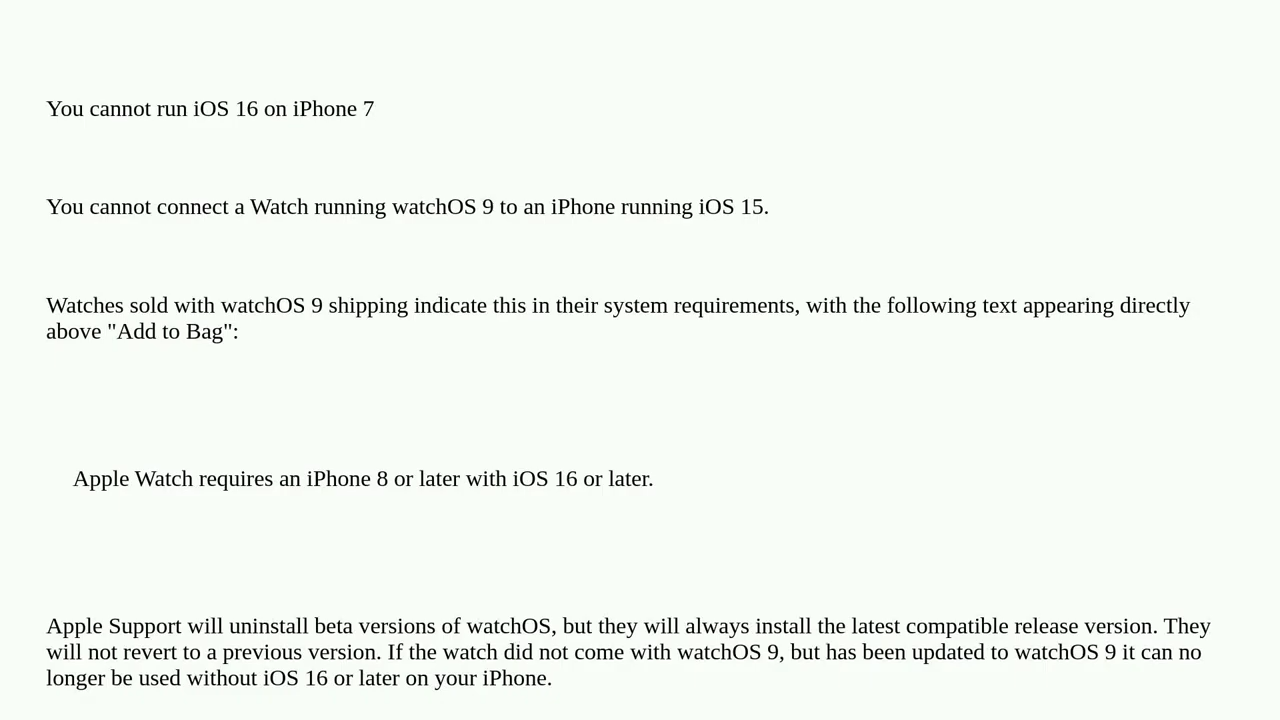 You cannot run iOS 16 on iPhone 7
You cannot connect a Watch running watchOS 9 to an iPhone running iOS 15.
Watches sold with watchOS 9 shipping indicate this in their system requirements, with the following text appearing directly
above "Add to Bag":
Apple Watch requires an iPhone 8 or later with iOS 16 or later.
Apple Support will uninstall beta versions of watchOS, but they will always install the latest compatible release version. They
will not revert to a previous version. If the watch did not come with watchOS 9, but has been updated to watchOS 9 it can no
longer be used without iOS 16 or later on your iPhone.